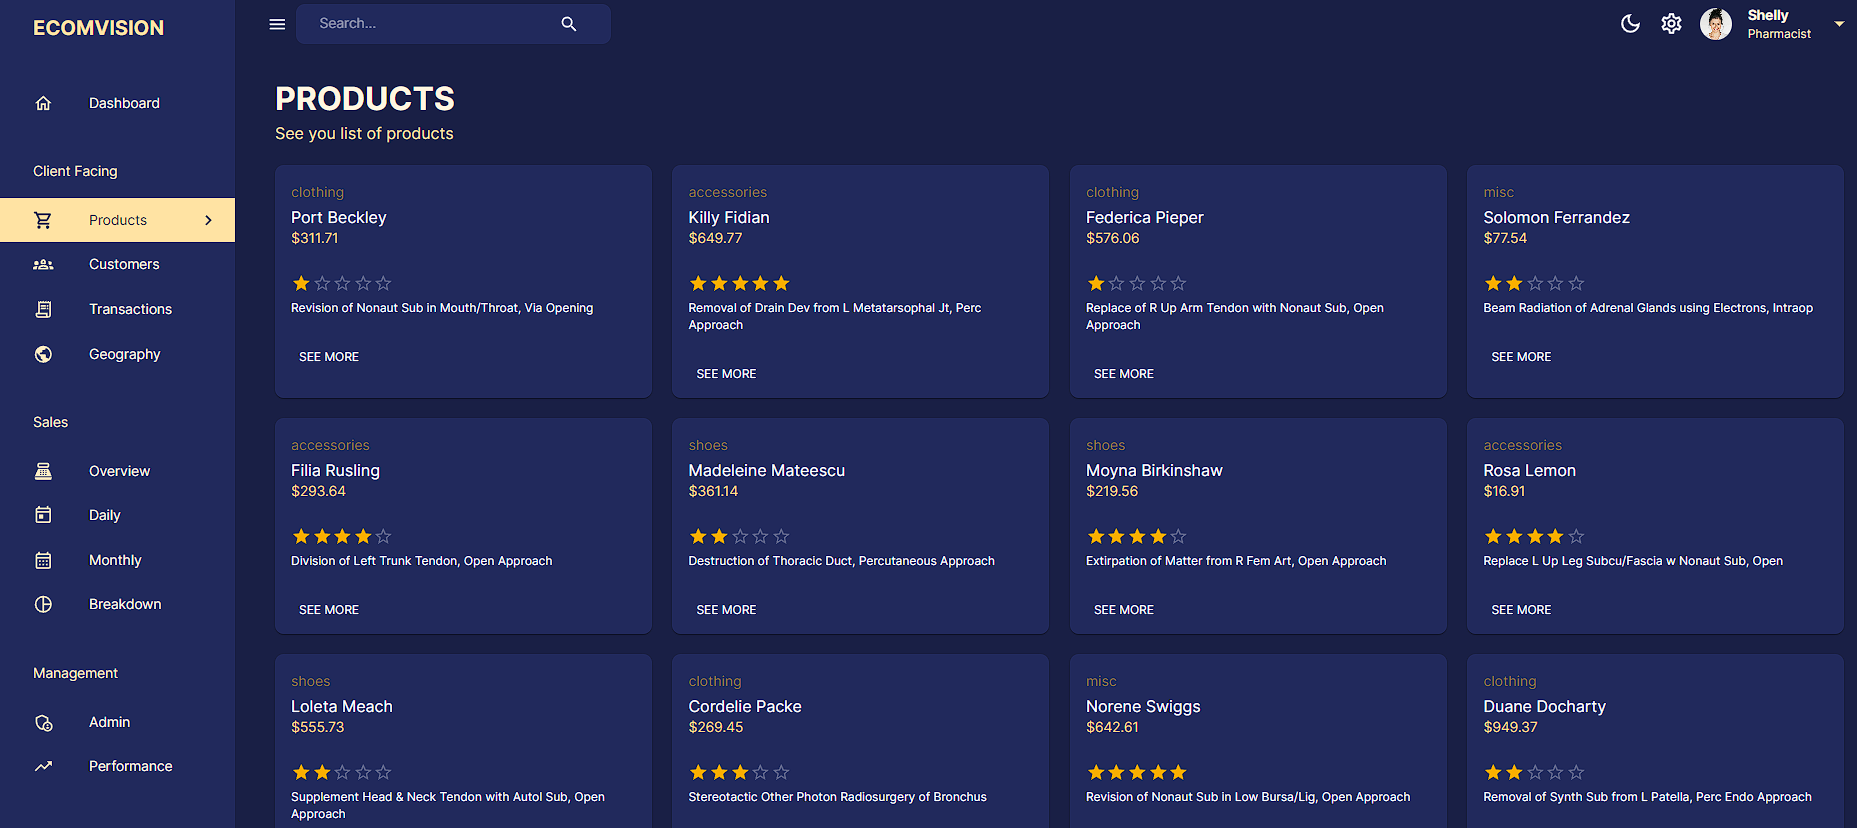 ECOMVISION
Search...
Shelly
Pharmacist
Dashboard
Client Facing
Products
Customers
Transactions
Geography
Sales
Overview
Daily
Monthly
Breakdown
Management
Admin
Performance
PRODUCTS
See you list of products
clothing
Port Beckley
$311.71
Revision of Nonaut Sub in Mouth/Throat, Via Opening
SEE MORE
accessories
Killy Fidian
$649.77
Removal of Drain Dev from L Metatarsophal Jt, Perc
Approach
SEE MORE
clothing
Federica Pieper
$576.06
Replace of R Up Arm Tendon with Nonaut Sub, Open
Approach
SEE MORE
misc
Solomon Ferrandez
$77.54
Beam Radiation of Adrenal Glands using Electrons, Intraop
SEE MORE
accessories
Filia Rusling
$293.64
Division of Left Trunk Tendon, Open Approach
SEE MORE
shoes
Madeleine Mateescu
$361.14
Destruction of Thoracic Duct, Percutaneous Approach
SEE MORE
shoes
Moyna Birkinshaw
$219.56
Extirpation of Matter from R Fem Art, Open Approach
SEE MORE
accessories
Rosa Lemon
$16.91
Replace L Up Leg Subcu/Fascia w Nonaut Sub, Open
SEE MORE
shoes
Loleta Meach
$555.73
Supplement Head & Neck Tendon with Autol Sub, Open
Approach
clothing
Cordelie Packe
$269.45
Stereotactic Other Photon Radiosurgery of Bronchus
misc
Norene Swiggs
$642.61
Revision of Nonaut Sub in Low Bursa/Lig, Open Approach
clothing
Duane Docharty
$949.37
Removal of Synth Sub from L Patella, Perc Endo Approach